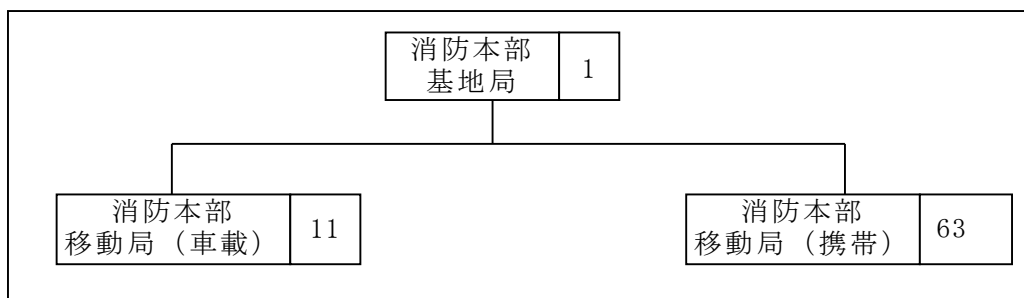 消防本部
基地局
1
消防本部
移動局（車載）
11
消防本部
移動局（携帯）
63